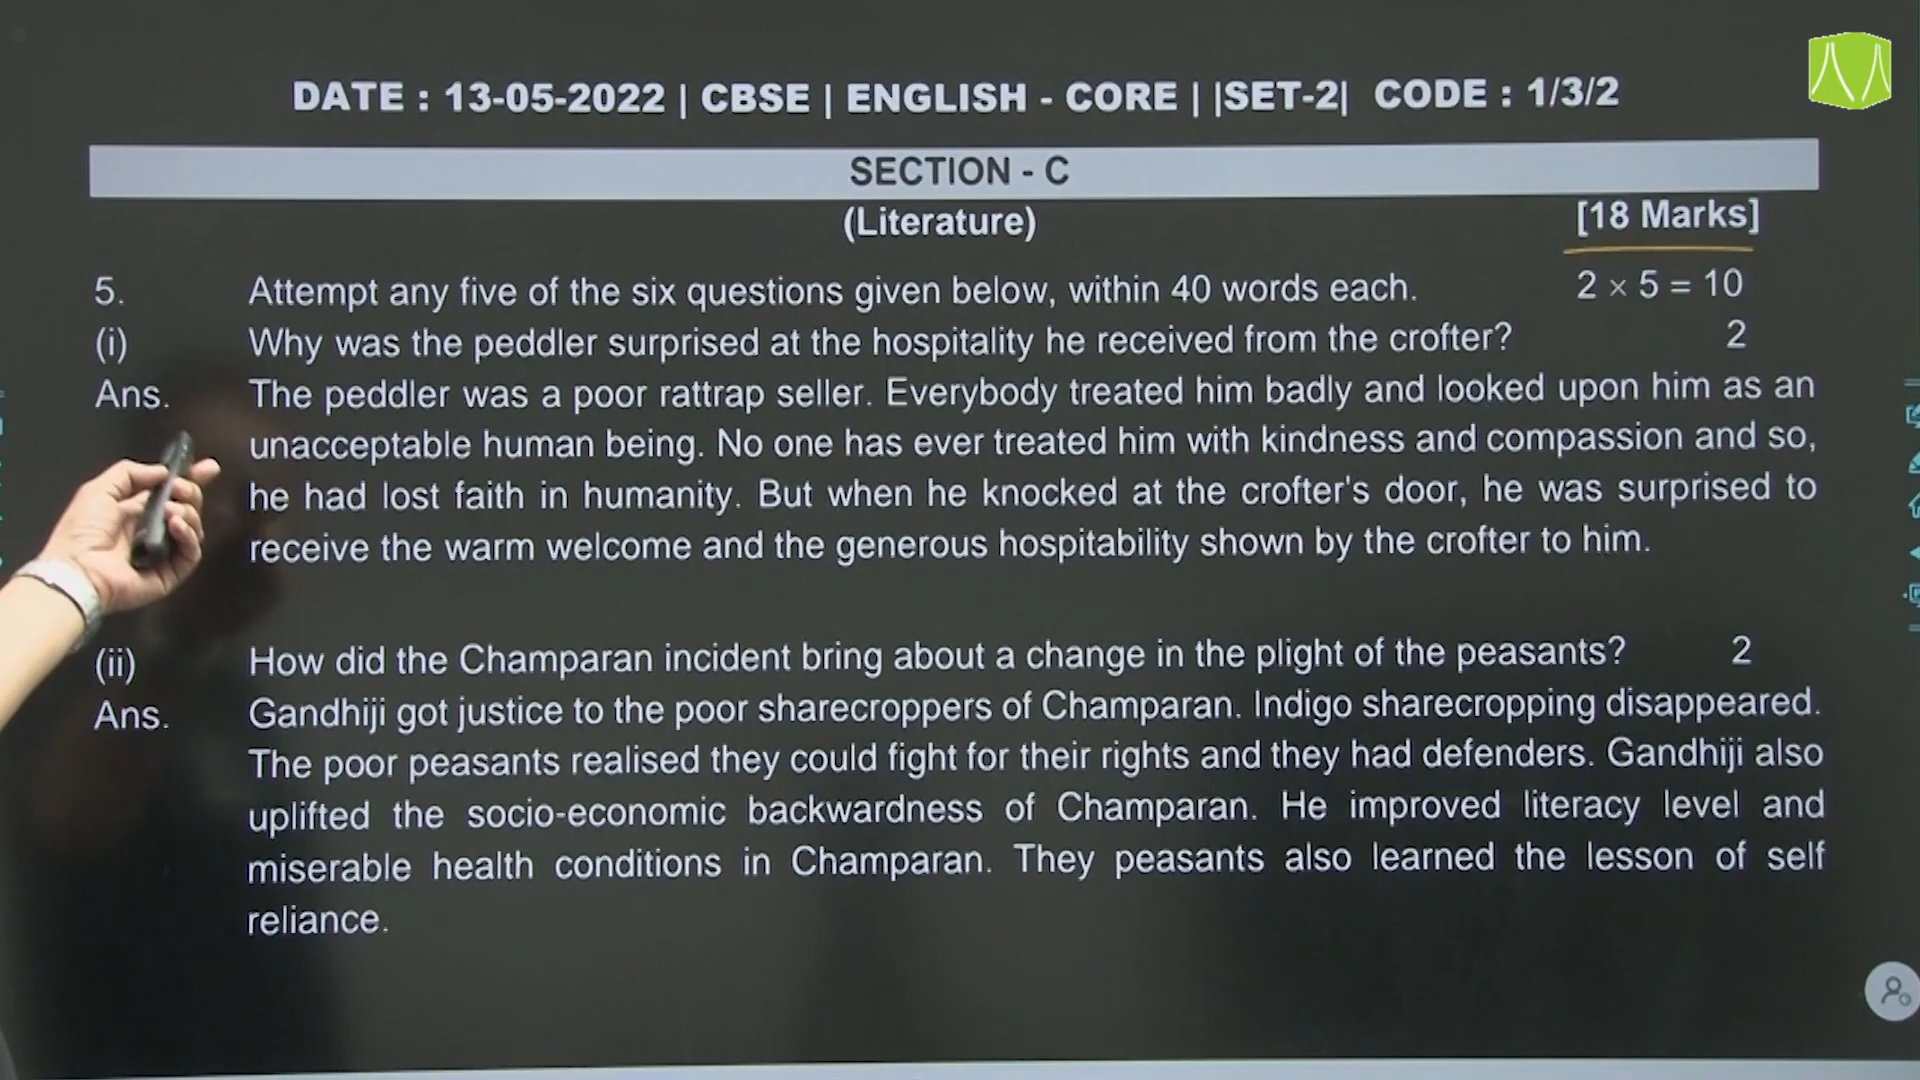 DATE : 13-05-2022 | CBSE | ENGLISH - CORE | |SET-2| CODE : 1/3/2
SECTION - C
(Literature) [18 Marks]
5. Attempt any five of the six questions given below, within 40 words each. 2 × 5 = 10
(i) Why was the peddler surprised at the hospitality he received from the crofter? 2
Ans. The peddler was a poor rattrap seller. Everybody treated him badly and looked upon him as an
unacceptable human being. No one has ever treated him with kindness and compassion and so,
he had lost faith in humanity. But when he knocked at the crofter's door, he was surprised to
receive the warm welcome and the generous hospitability shown by the crofter to him.
(ii) How did the Champaran incident bring about a change in the plight of the peasants? 2
Ans. Gandhiji got justice to the poor sharecroppers of Champaran. Indigo sharecropping disappeared.
The poor peasants realised they could fight for their rights and they had defenders. Gandhiji also
uplifted the socio-economic backwardness of Champaran. He improved literacy level and
miserable health conditions in Champaran. They peasants also learned the lesson of self
reliance.